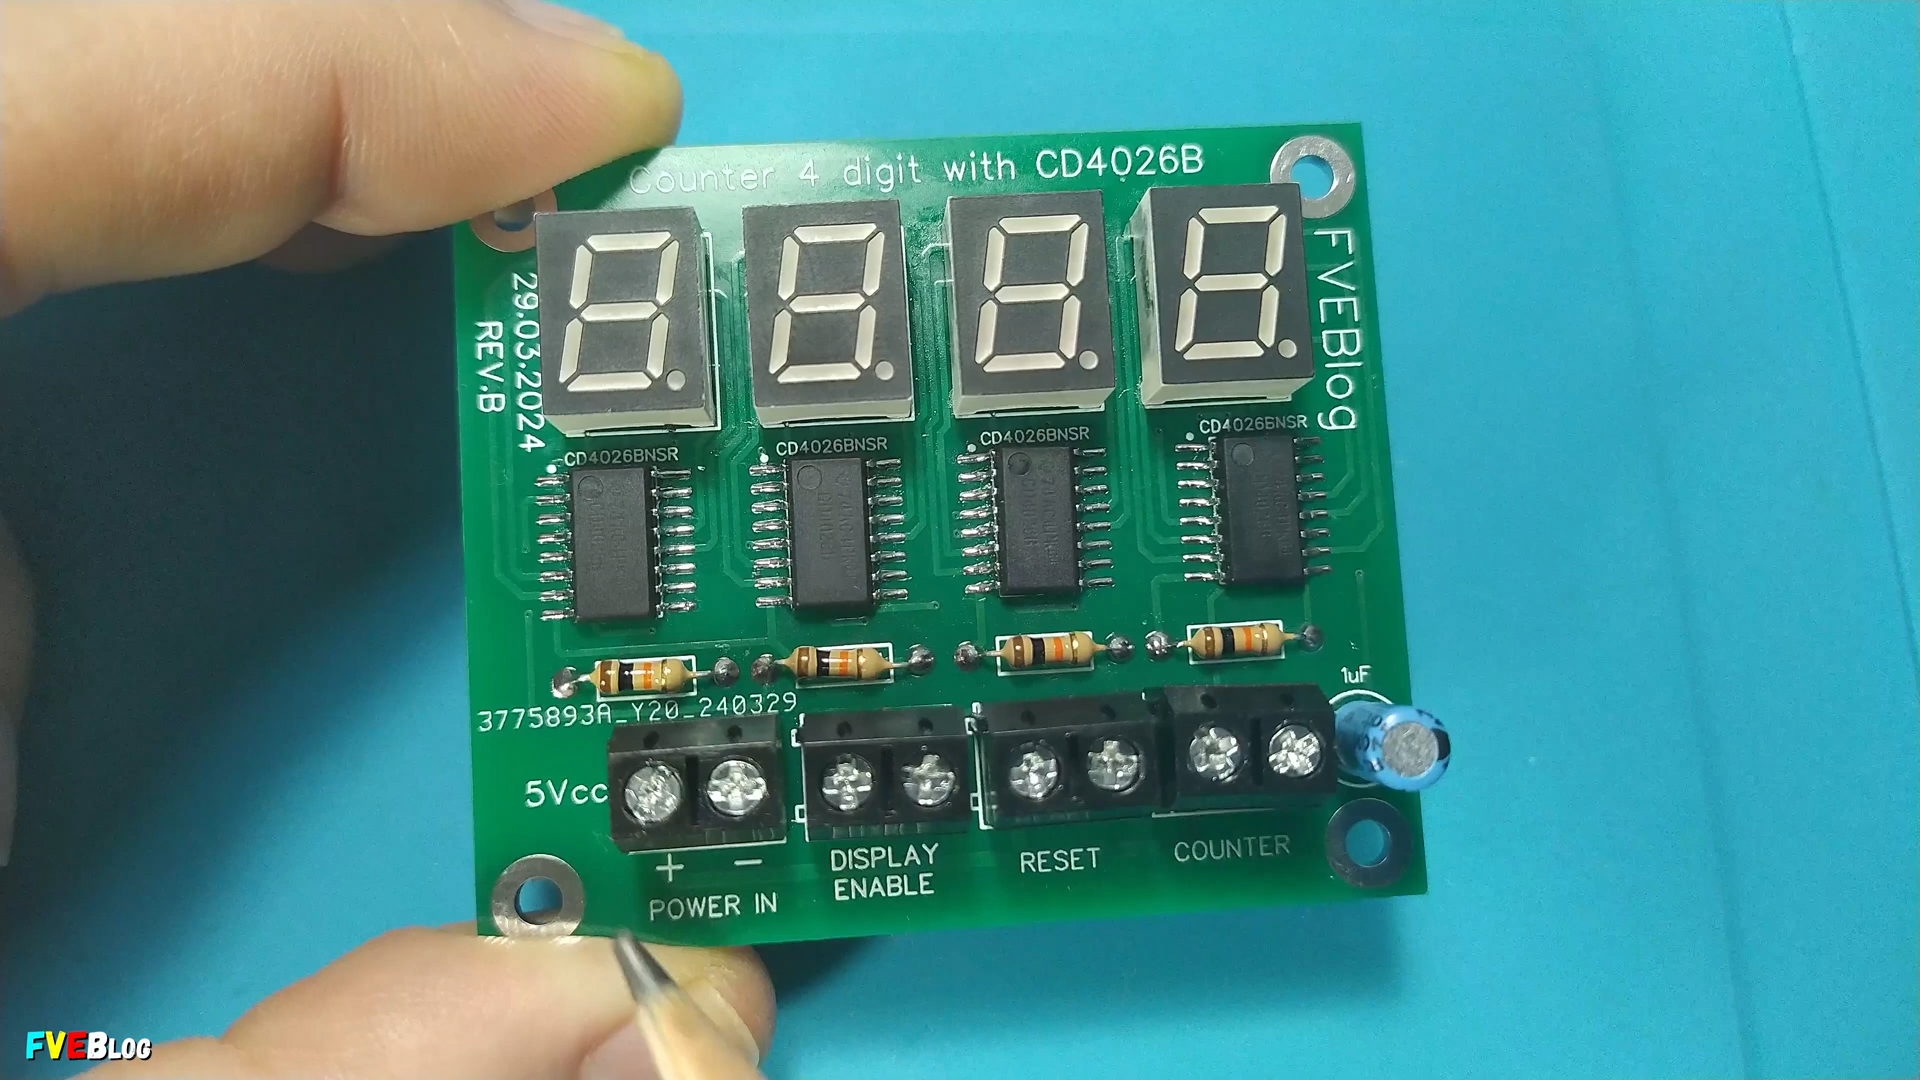 Counter 4 digit with CD4026B
FVEBlog
29.03.2024
REV.B
CD4026BNSR
CD4026BNSR
CD4026BNSR
CD4026BNSR
1uF
3775893A_Y20_240329
5Vcc
+ −
POWER IN
DISPLAY
ENABLE
RESET
COUNTER
FVEBLOG